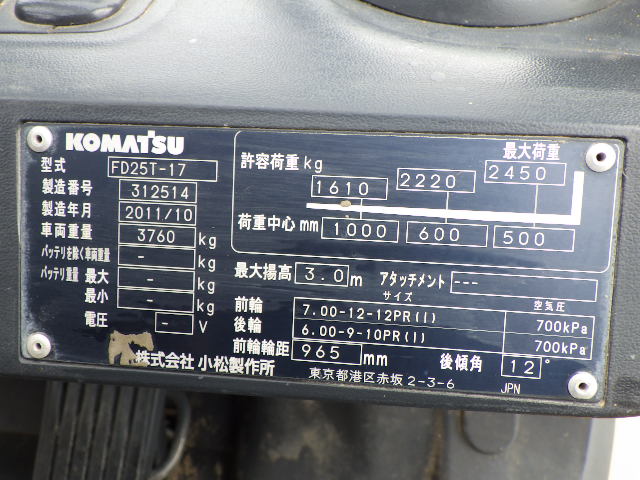 KOMATSU
型式 FD25T-17
製造番号 312514
製造年月 2011/10
車両重量 3760 kg
バッテリを除く車両重量 - kg
バッテリ重量 最大 - kg
最小 - kg
電圧 - V
最大荷重
許容荷重 kg 1610 2220 2450
荷重中心 mm 1000 600 500
最大揚高 3.0 m アタッチメント ---
サイズ 空気圧
前輪 7.00-12-12PR(I) 700kPa
後輪 6.00-9-10PR(I) 700kPa
前輪輪距 965 mm 後傾角 12°
株式会社 小松製作所
東京都港区赤坂 2-3-6 JPN